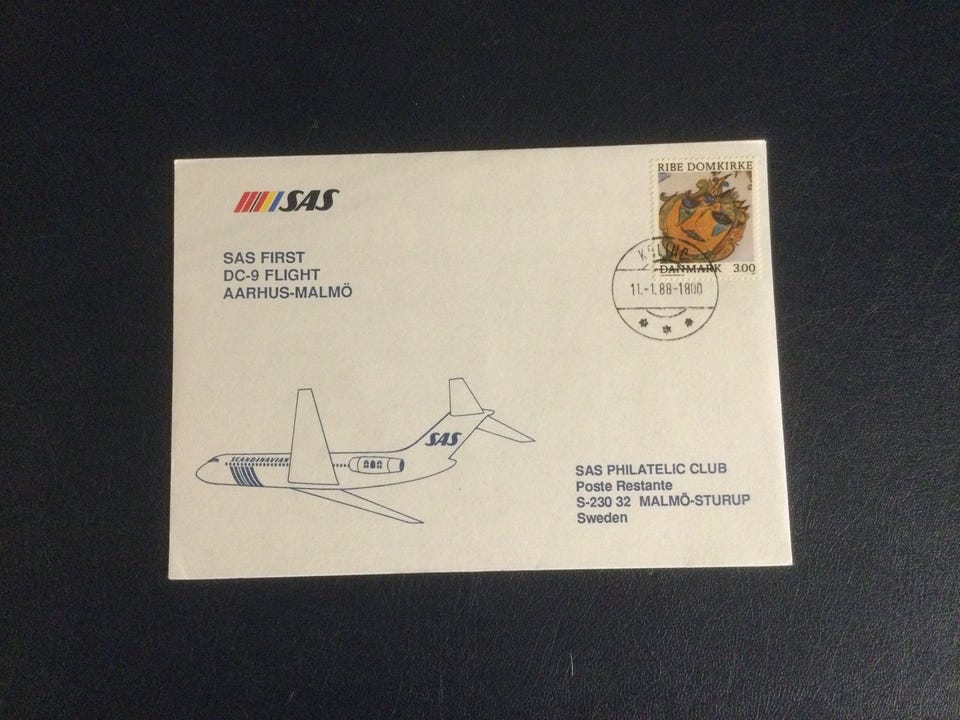 SAS
RIBE DOMKIRKE
SAS FIRST
DC-9 FLIGHT
AARHUS-MALMÖ
DANMARK 3.00
11.-1.88-1800
SCANDINAVIAN
SAS
SAS PHILATELIC CLUB
Poste Restante
S-230 32 MALMÖ-STURUP
Sweden